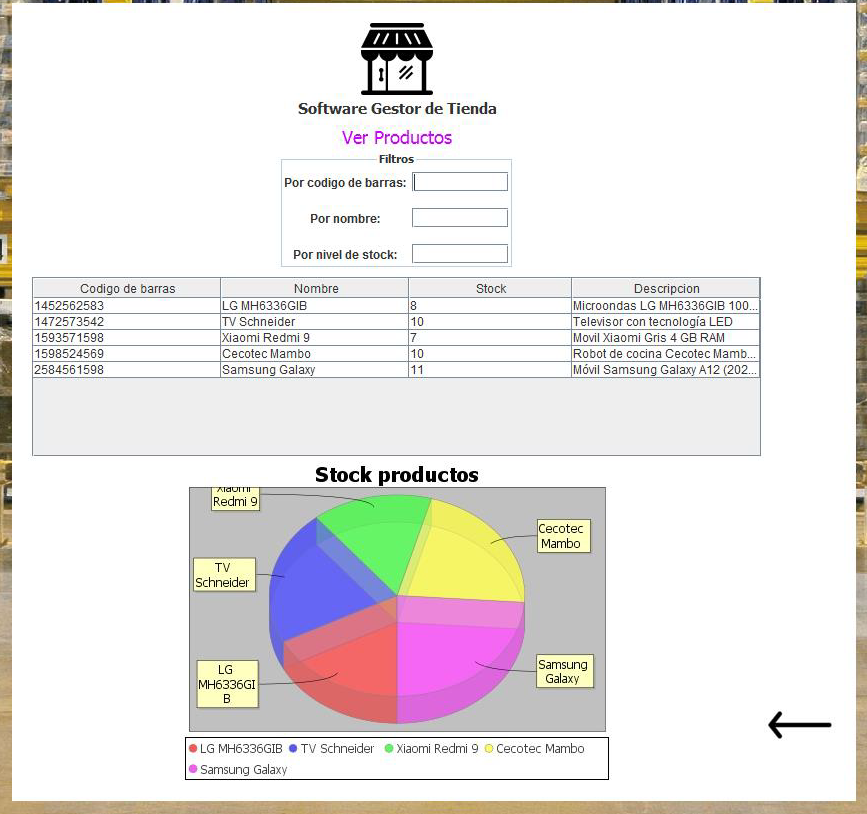 Software Gestor de Tienda
Ver Productos
Filtros
Por codigo de barras:
Por nombre:
Por nivel de stock:
Codigo de barras Nombre Stock Descripcion
1452562583 LG MH6336GIB 8 Microondas LG MH6336GIB 100...
1472573542 TV Schneider 10 Televisor con tecnología LED
1593571598 Xiaomi Redmi 9 7 Movil Xiaomi Gris 4 GB RAM
1598524569 Cecotec Mambo 10 Robot de cocina Cecotec Mamb...
2584561598 Samsung Galaxy 11 Móvil Samsung Galaxy A12 (202...
Stock productos
Xiaomi
Redmi 9
Cecotec
Mambo
TV
Schneider
Samsung
Galaxy
LG
MH6336GI
B
LG MH6336GIB TV Schneider Xiaomi Redmi 9 Cecotec Mambo
Samsung Galaxy